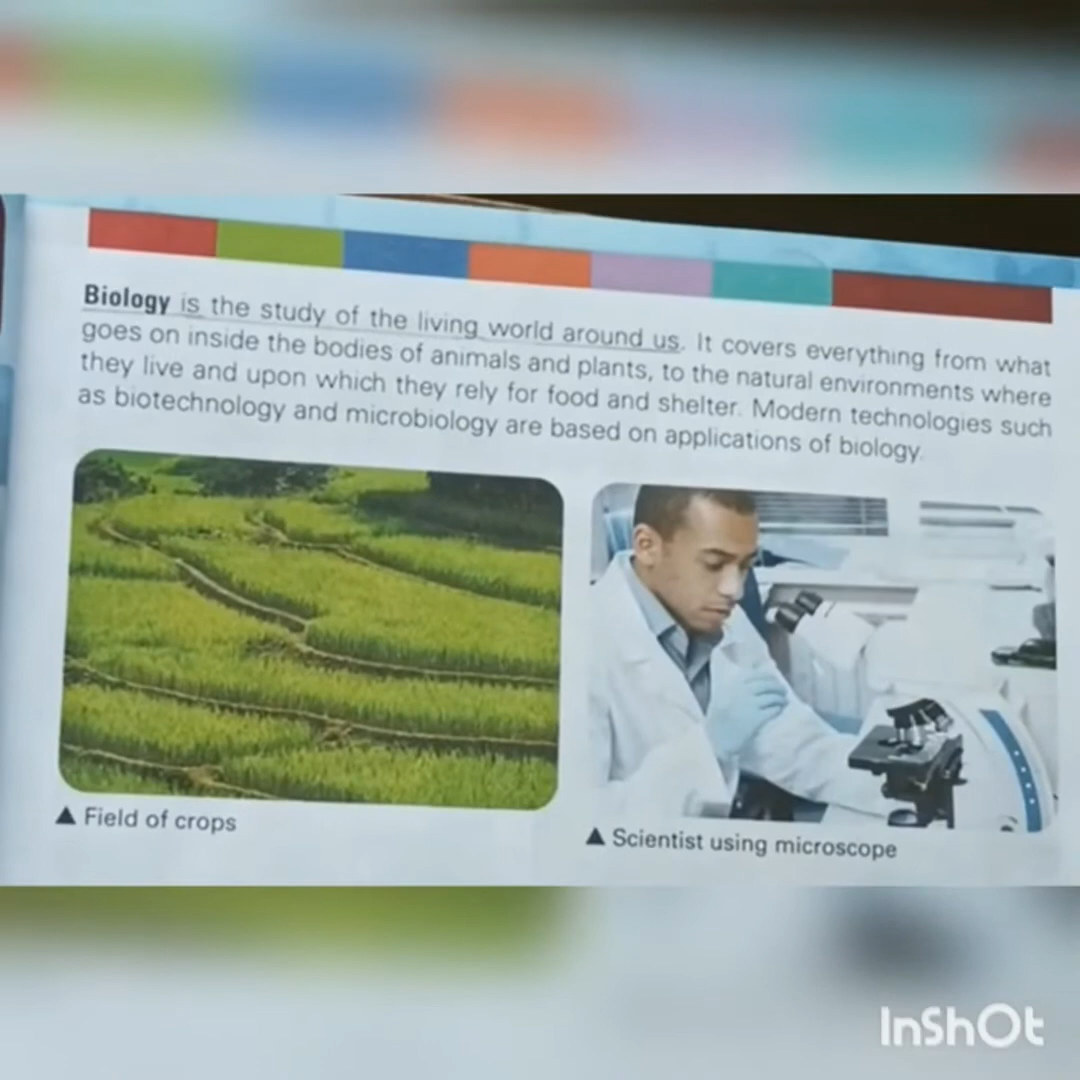 Biology is the study of the living world around us. It covers everything from what
goes on inside the bodies of animals and plants, to the natural environments where
they live and upon which they rely for food and shelter. Modern technologies such
as biotechnology and microbiology are based on applications of biology.
▲ Field of crops
▲ Scientist using microscope
InShOt